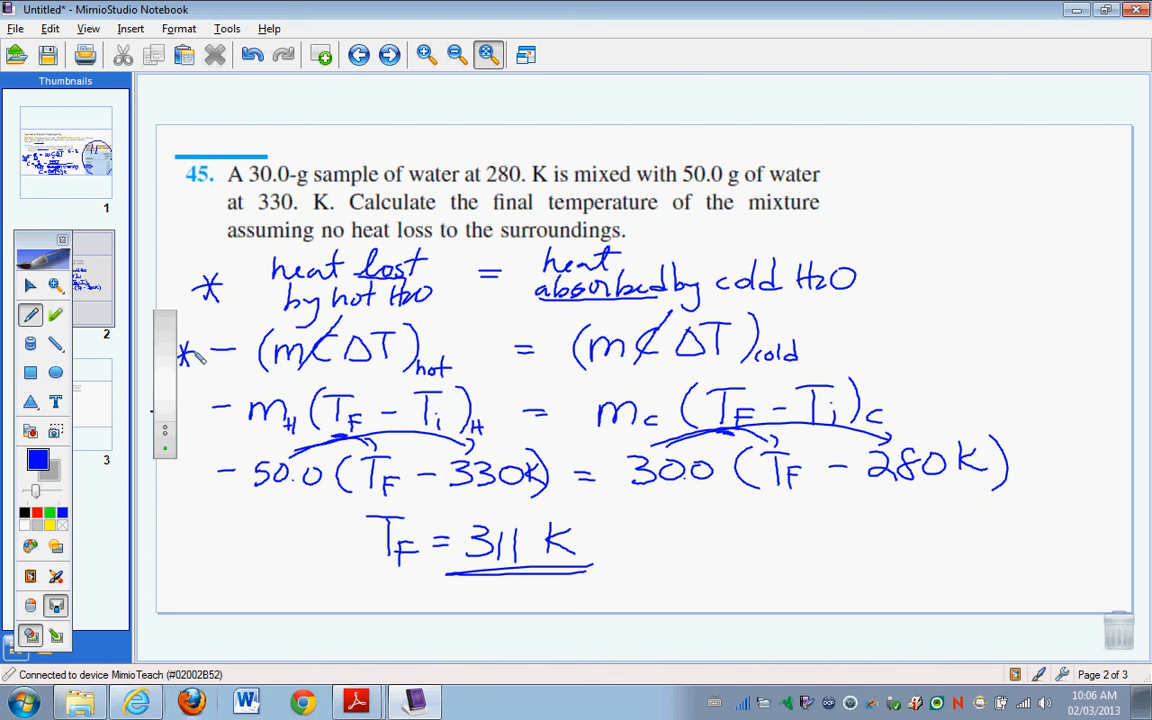 Untitled* - MimioStudio Notebook
File Edit View Insert Format Tools Help
Thumbnails
1
2
3
45. A 30.0-g sample of water at 280. K is mixed with 50.0 g of water
at 330. K. Calculate the final temperature of the mixture
assuming no heat loss to the surroundings.
* heat lost by hot H2O = heat absorbed by cold H2O
* - (mCΔT)hot = (mCΔT)cold
- mH (TF - Ti)H = mC (TF - Ti)C
- 50.0 (TF - 330K) = 30.0 (TF - 280K)
TF = 311 K
Connected to device MimioTeach (#02002B52)
Page 2 of 3
10:06 AM
02/03/2013